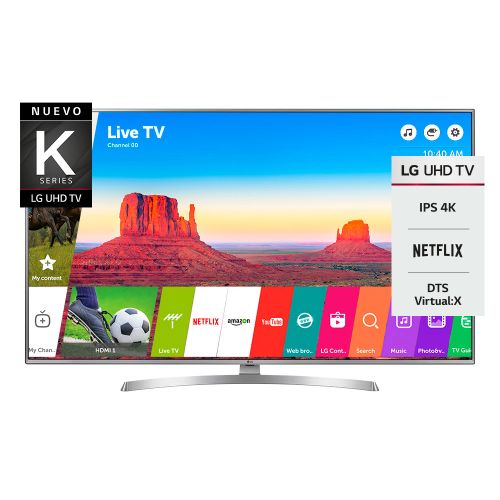 NUEVO
K
SERIES
LG UHD TV
Live TV
Channel 00
10:40 AM
LG UHD TV
IPS 4K
NETFLIX
DTS
Virtual:X
My content
My Chan..
HDMI 1
Live TV
NETFLIX
amazon
YouTube
Web bro..
LG Cont..
Search
Music
Photo&v..
TV Gui
LG